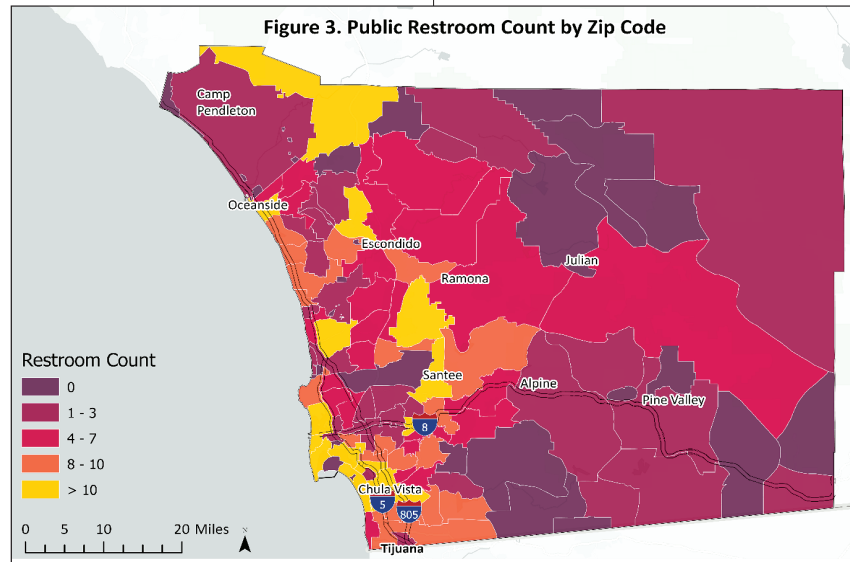 Figure 3. Public Restroom Count by Zip Code
Camp
Pendleton
Oceanside
Escondido
Ramona
Julian
Santee
Alpine
Pine Valley
8
Chula Vista
5
805
Tijuana
Restroom Count
0
1 - 3
4 - 7
8 - 10
> 10
0 5 10 20 Miles
N